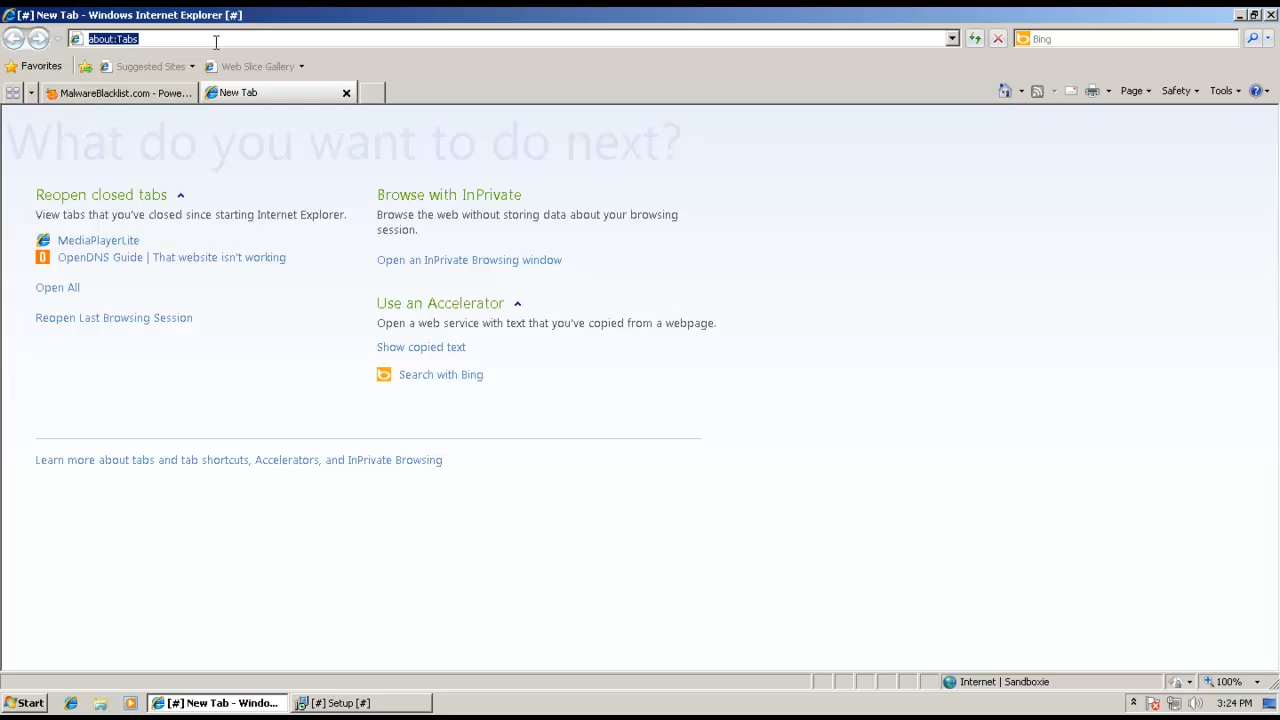 [#] New Tab - Windows Internet Explorer [#]
about:Tabs
Bing
Favorites
Suggested Sites
Web Slice Gallery
MalwareBlacklist.com - Powe...
New Tab
Page
Safety
Tools
What do you want to do next?
Reopen closed tabs
View tabs that you've closed since starting Internet Explorer.
MediaPlayerLite
OpenDNS Guide | That website isn't working
Open All
Reopen Last Browsing Session
Browse with InPrivate
Browse the web without storing data about your browsing
session.
Open an InPrivate Browsing window
Use an Accelerator
Open a web service with text that you've copied from a webpage.
Show copied text
Search with Bing
Learn more about tabs and tab shortcuts, Accelerators, and InPrivate Browsing
Internet | Sandboxie
100%
Start
[#] New Tab - Windo...
[#] Setup [#]
3:24 PM